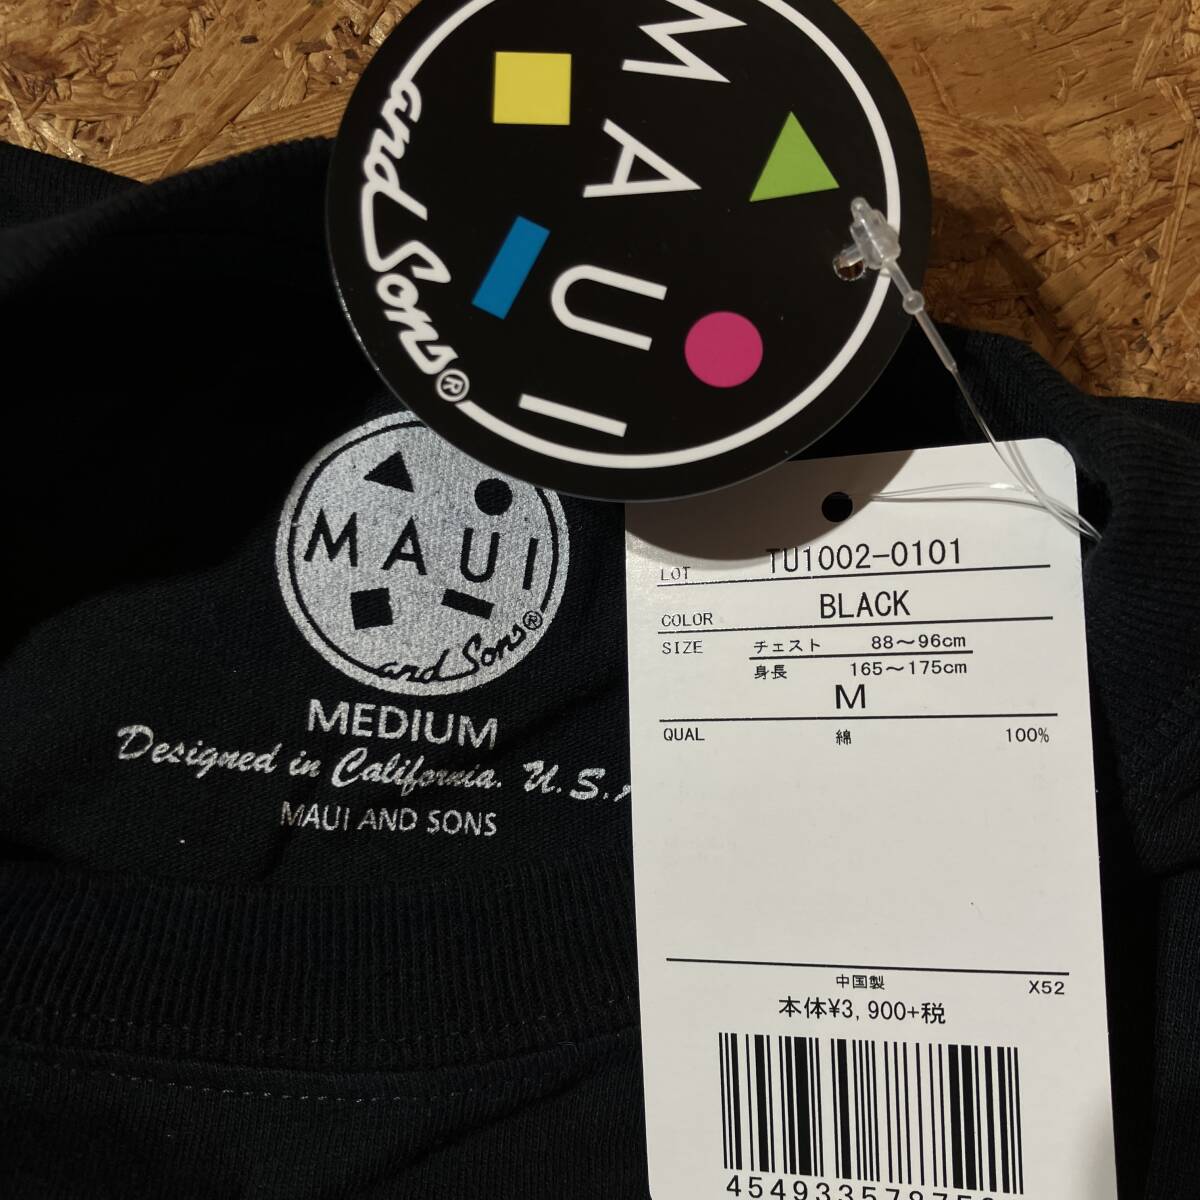 MAUI
and Sons®
MAUI
and Sons®
MEDIUM
Designed in California. U.S.
MAUI AND SONS
LOT TU1002-0101
COLOR BLACK
SIZE チェスト 88～96cm
身長 165～175cm
M
QUAL 綿 100%
中国製 X52
本体¥3,900+税
4549335787